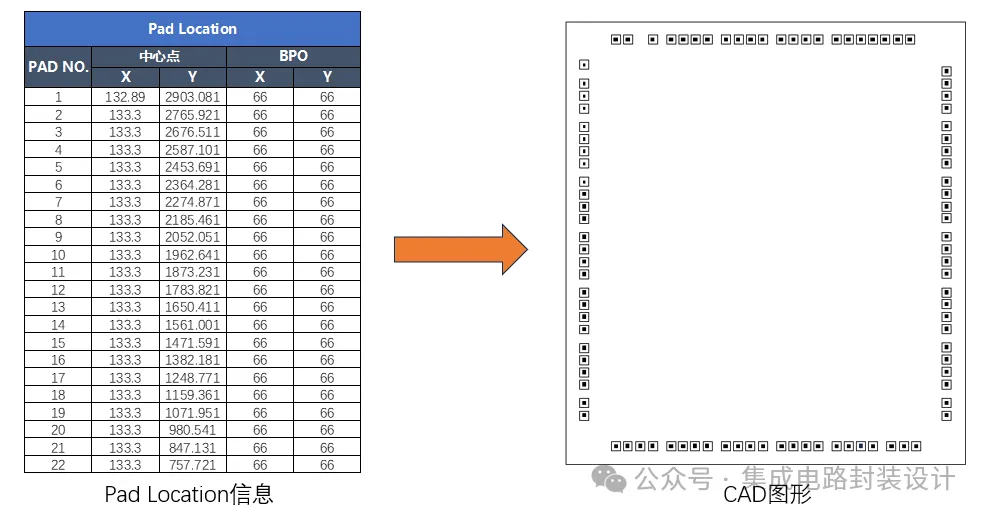 Pad Location
PAD NO. 中心点 BPO
X Y X Y
1 132.89 2903.081 66 66
2 133.3 2765.921 66 66
3 133.3 2676.511 66 66
4 133.3 2587.101 66 66
5 133.3 2453.691 66 66
6 133.3 2364.281 66 66
7 133.3 2274.871 66 66
8 133.3 2185.461 66 66
9 133.3 2052.051 66 66
10 133.3 1962.641 66 66
11 133.3 1873.231 66 66
12 133.3 1783.821 66 66
13 133.3 1650.411 66 66
14 133.3 1561.001 66 66
15 133.3 1471.591 66 66
16 133.3 1382.181 66 66
17 133.3 1248.771 66 66
18 133.3 1159.361 66 66
19 133.3 1071.951 66 66
20 133.3 980.541 66 66
21 133.3 847.131 66 66
22 133.3 757.721 66 66
Pad Location信息
公众号 · 集成电路封装设计
CAD图形